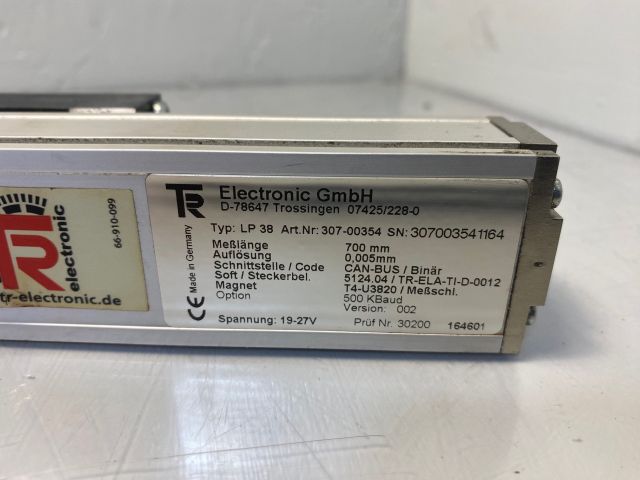 66-910-099
TR
electronic
tr-electronic.de
TR Electronic GmbH
D-78647 Trossingen 07425/228-0
Typ: LP 38 Art.Nr: 307-00354 SN: 307003541164
Meßlänge 700 mm
Auflösung 0,005mm
Schnittstelle / Code CAN-BUS / Binär
Soft / Steckerbel. 5124.04 / TR-ELA-TI-D-0012
Magnet T4-U3820 / Meßschl.
Option 500 KBaud
Version: 002
Spannung: 19-27V Prüf Nr. 30200 164601
CE Made in Germany